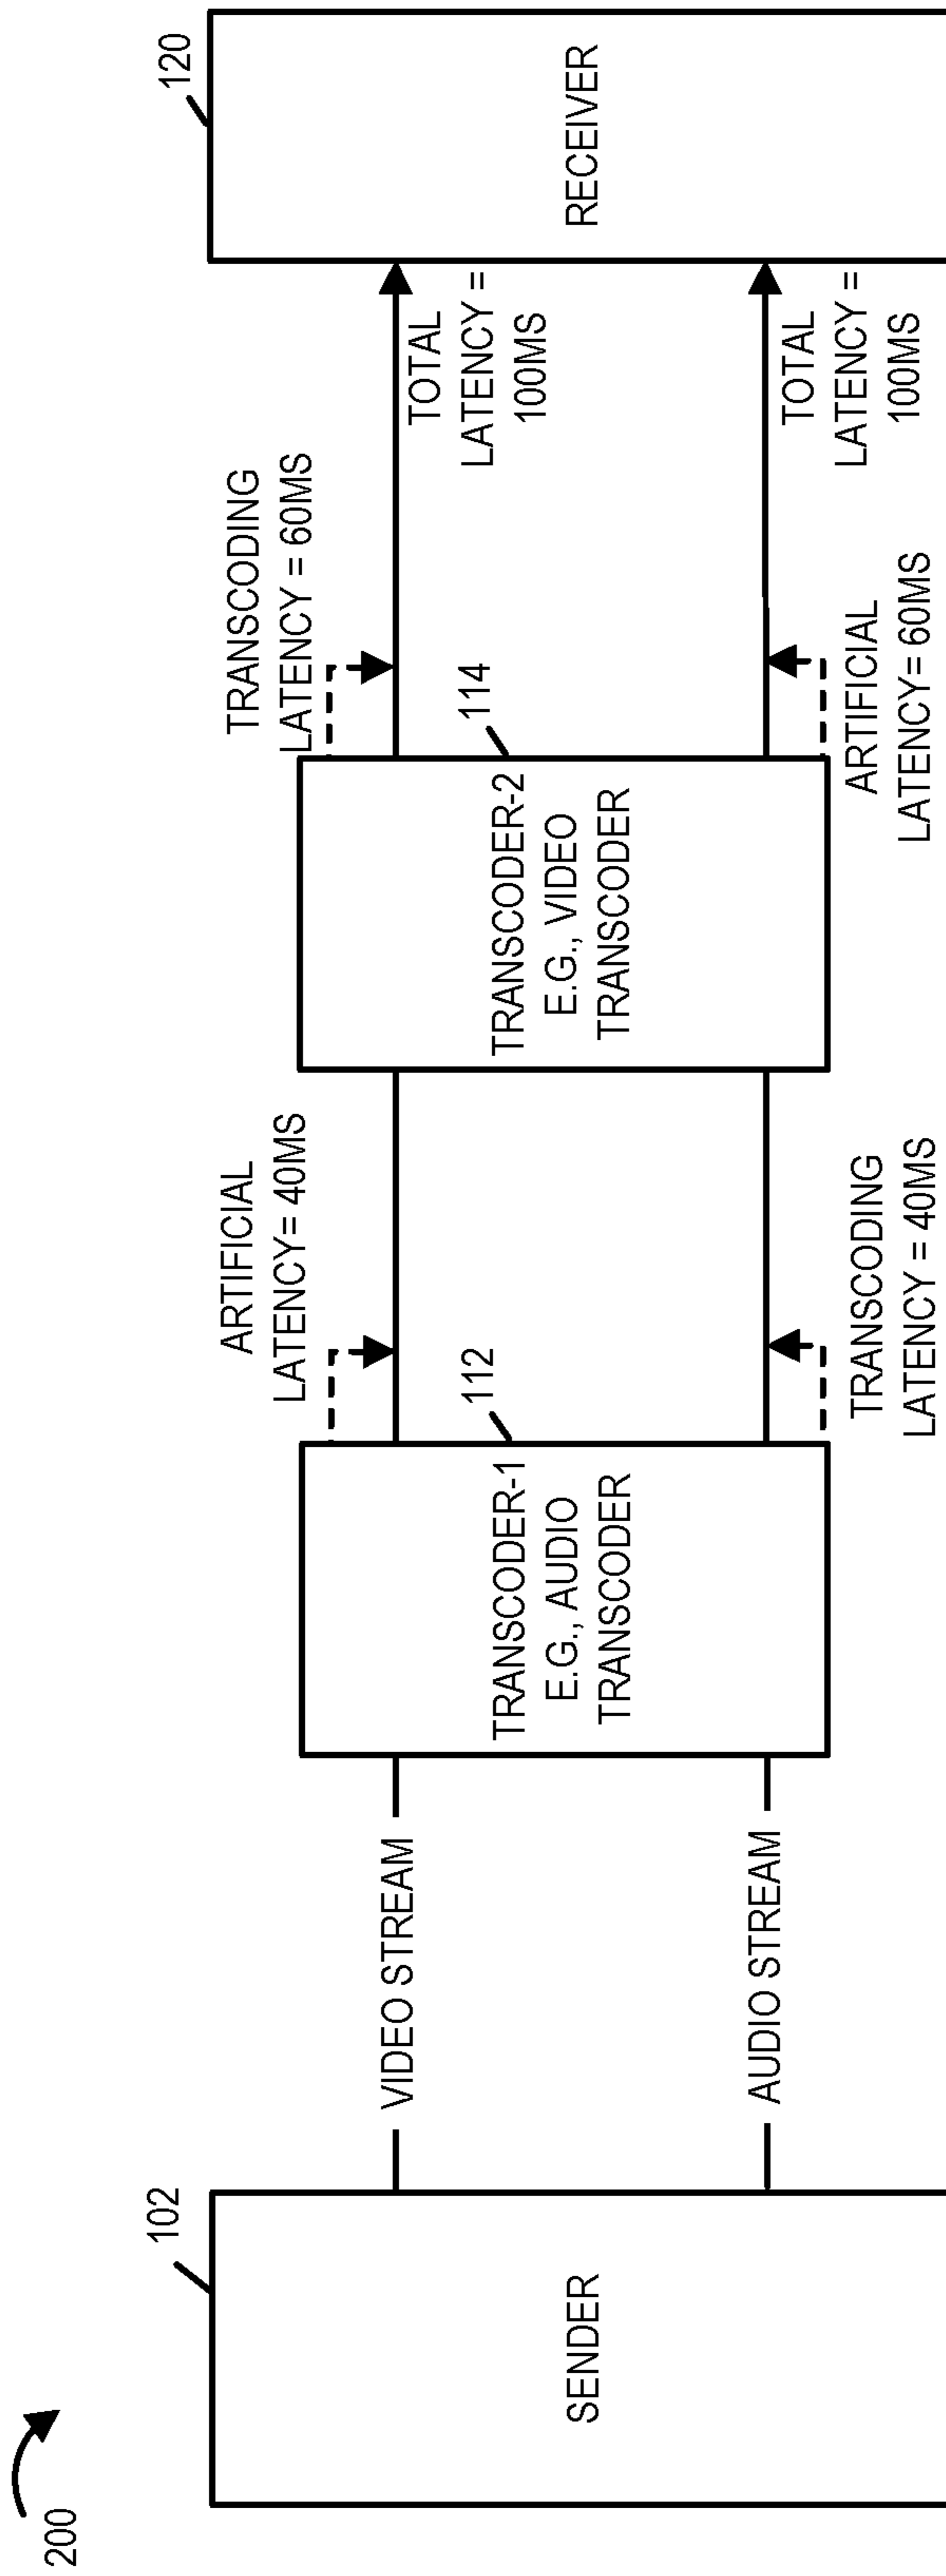 200
102
SENDER
VIDEO STREAM
AUDIO STREAM
112
TRANSCODER-1
E.G., AUDIO
TRANSCODER
ARTIFICIAL
LATENCY= 40MS
TRANSCODING
LATENCY = 40MS
114
TRANSCODER-2
E.G., VIDEO
TRANSCODER
TRANSCODING
LATENCY = 60MS
ARTIFICIAL
LATENCY= 60MS
TOTAL
LATENCY =
100MS
TOTAL
LATENCY =
100MS
120
RECEIVER